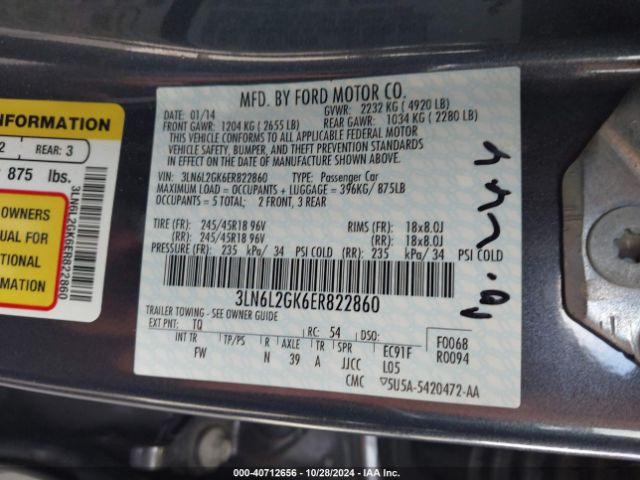 INFORMATION
2 REAR: 3
875 lbs.
OWNERS
UAL FOR
ITIONAL
MATION
3LN6L2GK6ER822860
MFD. BY FORD MOTOR CO.
DATE: 01/14 GVWR: 2232 KG ( 4920 LB)
FRONT GAWR: 1204 KG ( 2655 LB) REAR GAWR: 1034 KG ( 2280 LB)
THIS VEHICLE CONFORMS TO ALL APPLICABLE FEDERAL MOTOR
VEHICLE SAFETY, BUMPER, AND THEFT PREVENTION STANDARDS
IN EFFECT ON THE DATE OF MANUFACTURE SHOWN ABOVE.
VIN: 3LN6L2GK6ER822860 TYPE: Passenger Car
MAXIMUM LOAD = OCCUPANTS + LUGGAGE = 396KG/ 875LB
OCCUPANTS = 5 TOTAL; 2 FRONT, 3 REAR
TIRE (FR): 245/45R18 96V RIMS (FR): 18x8.0J
(RR): 245/45R18 96V (RR): 18x8.0J
PRESSURE (FR): 235 kPa/ 34 PSI COLD (RR): 235 kPa/ 34 PSI COLD
3LN6L2GK6ER822860
TRAILER TOWING - SEE OWNER GUIDE
EXT PNT: TQ RC: 54 DSO: F0068
INT TR TP/PS R AXLE TR SPR EC91F R0094
FW N 39 A JJCC L05
CMC ▽5U5A-5420472-AA
000-40712656 | 10/28/2024 | IAA Inc.